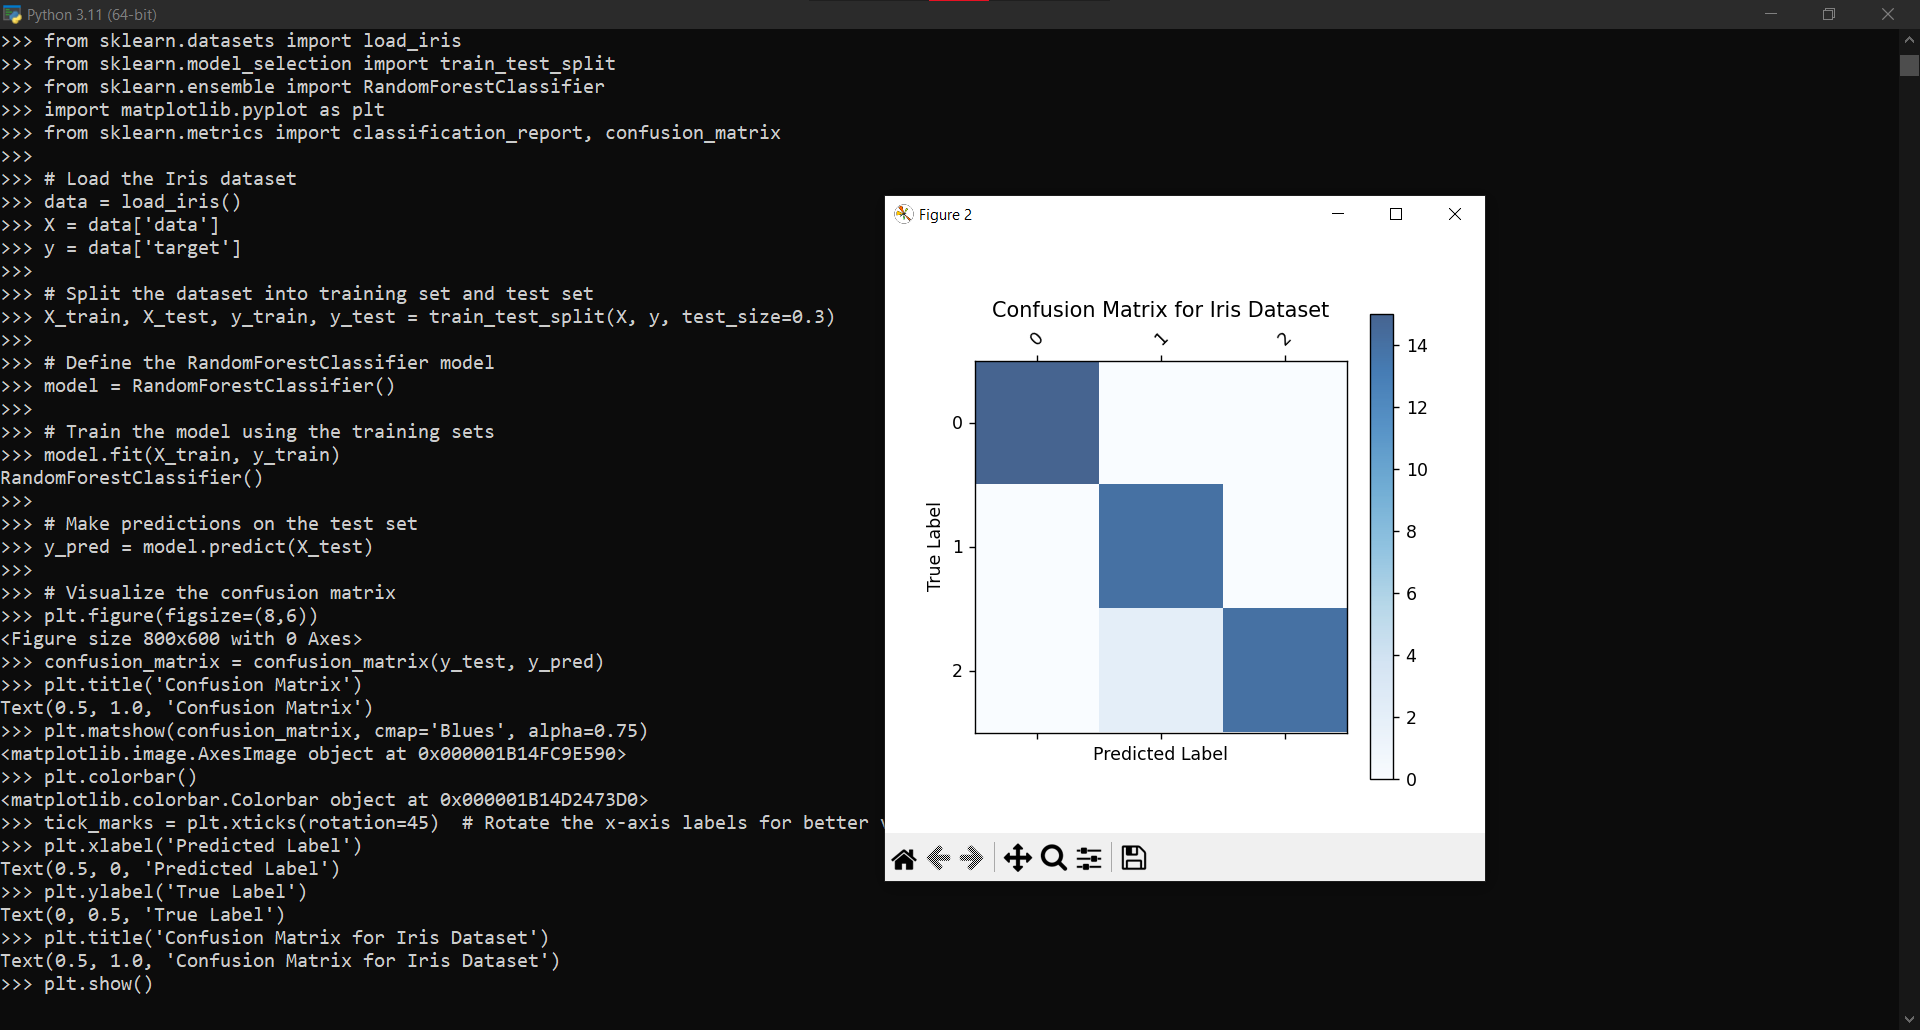 Python 3.11 (64-bit)
>>> from sklearn.datasets import load_iris
>>> from sklearn.model_selection import train_test_split
>>> from sklearn.ensemble import RandomForestClassifier
>>> import matplotlib.pyplot as plt
>>> from sklearn.metrics import classification_report, confusion_matrix
>>>
>>> # Load the Iris dataset
>>> data = load_iris()
>>> X = data['data']
>>> y = data['target']
>>>
>>> # Split the dataset into training set and test set
>>> X_train, X_test, y_train, y_test = train_test_split(X, y, test_size=0.3)
>>>
>>> # Define the RandomForestClassifier model
>>> model = RandomForestClassifier()
>>>
>>> # Train the model using the training sets
>>> model.fit(X_train, y_train)
RandomForestClassifier()
>>>
>>> # Make predictions on the test set
>>> y_pred = model.predict(X_test)
>>>
>>> # Visualize the confusion matrix
>>> plt.figure(figsize=(8,6))
<Figure size 800x600 with 0 Axes>
>>> confusion_matrix = confusion_matrix(y_test, y_pred)
>>> plt.title('Confusion Matrix')
Text(0.5, 1.0, 'Confusion Matrix')
>>> plt.matshow(confusion_matrix, cmap='Blues', alpha=0.75)
<matplotlib.image.AxesImage object at 0x000001B14FC9E590>
>>> plt.colorbar()
<matplotlib.colorbar.Colorbar object at 0x000001B14D2473D0>
>>> tick_marks = plt.xticks(rotation=45)  # Rotate the x-axis labels for better
>>> plt.xlabel('Predicted Label')
Text(0.5, 0, 'Predicted Label')
>>> plt.ylabel('True Label')
Text(0, 0.5, 'True Label')
>>> plt.title('Confusion Matrix for Iris Dataset')
Text(0.5, 1.0, 'Confusion Matrix for Iris Dataset')
>>> plt.show()
Figure 2
Confusion Matrix for Iris Dataset
0 1 2
0
1
2
True Label
Predicted Label
14
12
10
8
6
4
2
0